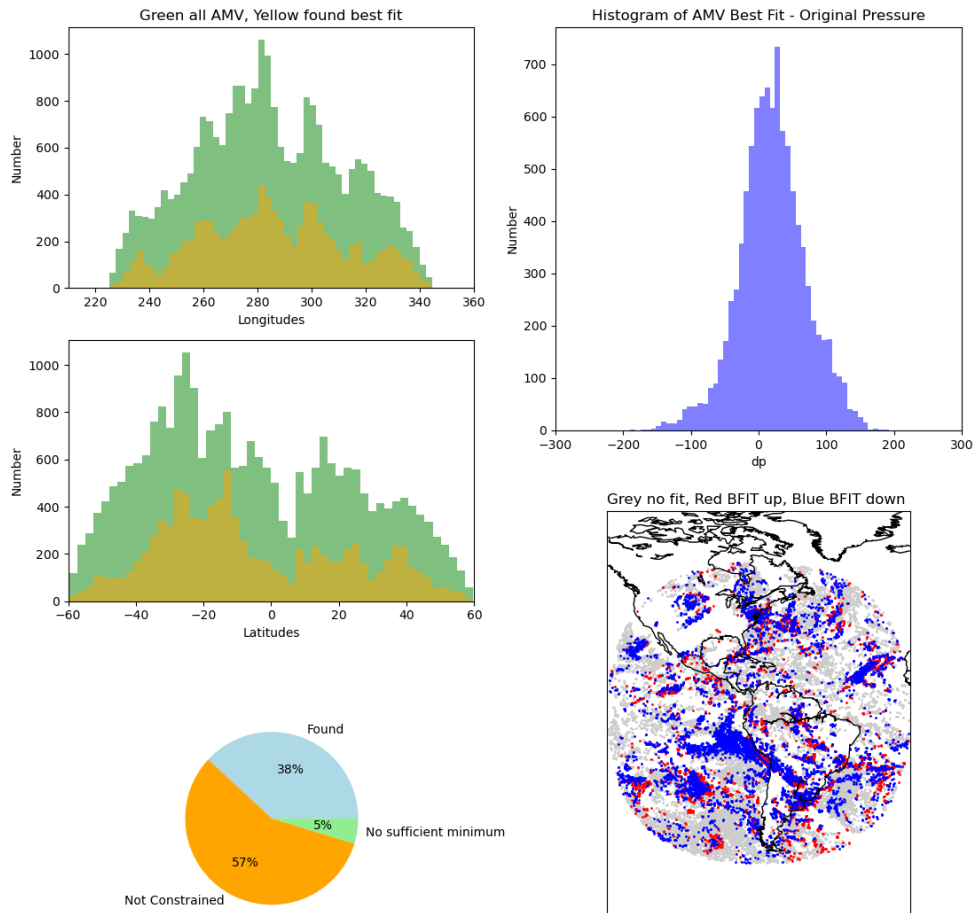 Green all AMV, Yellow found best fit
Number
1000
800
600
400
200
0
220 240 260 280 300 320 340 360
Longitudes
Number
1000
800
600
400
200
0
−60 −40 −20 0 20 40 60
Latitudes
Found
38%
5%
No sufficient minimum
57%
Not Constrained
Histogram of AMV Best Fit - Original Pressure
Number
700
600
500
400
300
200
100
0
−300 −200 −100 0 100 200 300
dp
Grey no fit, Red BFIT up, Blue BFIT down